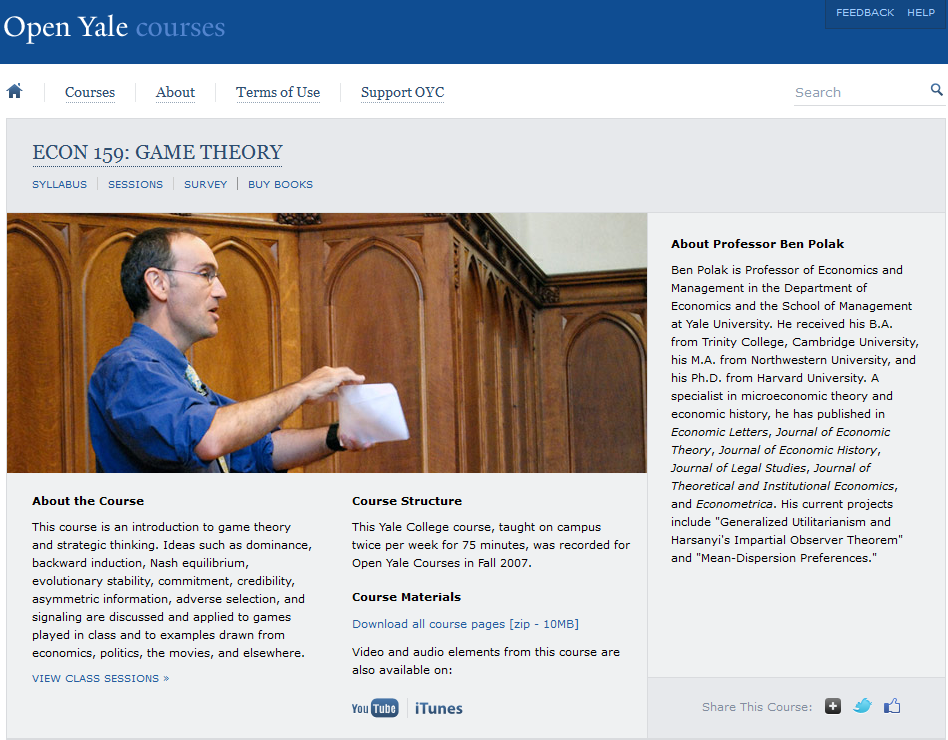 Open Yale courses
FEEDBACK HELP
Courses About Terms of Use Support OYC
Search
ECON 159: GAME THEORY
SYLLABUS SESSIONS SURVEY BUY BOOKS
About the Course
This course is an introduction to game theory
and strategic thinking. Ideas such as dominance,
backward induction, Nash equilibrium,
evolutionary stability, commitment, credibility,
asymmetric information, adverse selection, and
signaling are discussed and applied to games
played in class and to examples drawn from
economics, politics, the movies, and elsewhere.
VIEW CLASS SESSIONS »
Course Structure
This Yale College course, taught on campus
twice per week for 75 minutes, was recorded for
Open Yale Courses in Fall 2007.
Course Materials
Download all course pages [zip - 10MB]
Video and audio elements from this course are
also available on:
YouTube iTunes
About Professor Ben Polak
Ben Polak is Professor of Economics and
Management in the Department of
Economics and the School of Management
at Yale University. He received his B.A.
from Trinity College, Cambridge University,
his M.A. from Northwestern University, and
his Ph.D. from Harvard University. A
specialist in microeconomic theory and
economic history, he has published in
Economic Letters, Journal of Economic
Theory, Journal of Economic History,
Journal of Legal Studies, Journal of
Theoretical and Institutional Economics,
and Econometrica. His current projects
include "Generalized Utilitarianism and
Harsanyi's Impartial Observer Theorem"
and "Mean-Dispersion Preferences."
Share This Course: